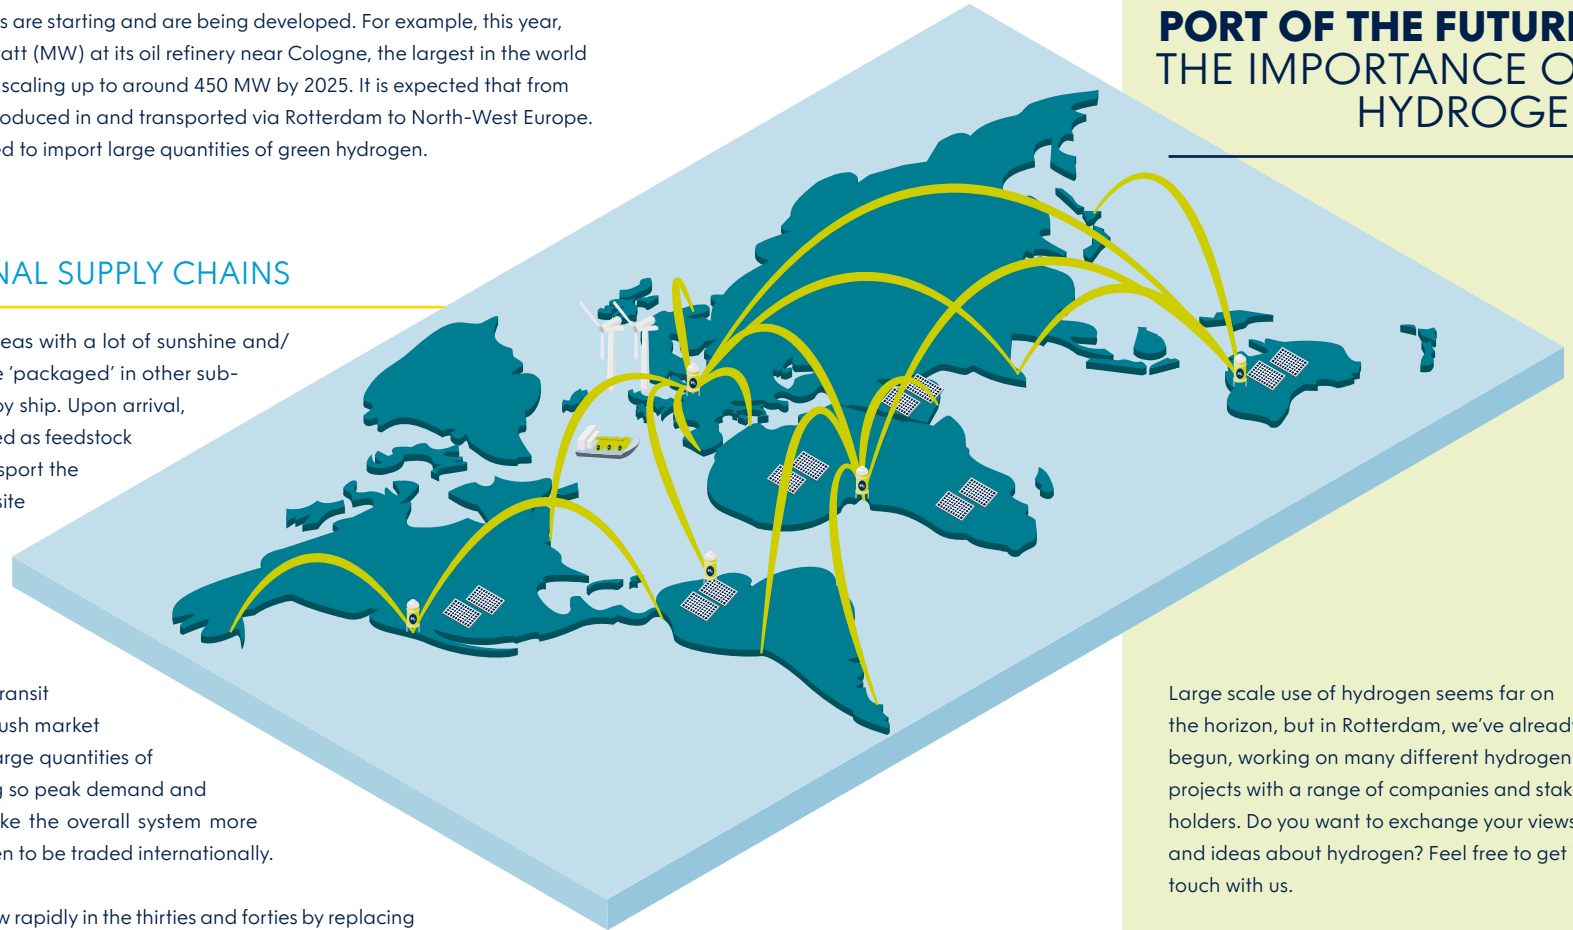 s are starting and are being developed. For example, this year,
att (MW) at its oil refinery near Cologne, the largest in the world
scaling up to around 450 MW by 2025. It is expected that from
oduced in and transported via Rotterdam to North-West Europe.
ed to import large quantities of green hydrogen.
NAL SUPPLY CHAINS
eas with a lot of sunshine and/
e ‘packaged’ in other sub-
by ship. Upon arrival,
ed as feedstock
sport the
site
ransit
ush market
arge quantities of
g so peak demand and
ke the overall system more
en to be traded internationally.
w rapidly in the thirties and forties by replacing
PORT OF THE FUTURE
THE IMPORTANCE O
HYDROGE
Large scale use of hydrogen seems far on
the horizon, but in Rotterdam, we’ve already
begun, working on many different hydrogen
projects with a range of companies and stak
holders. Do you want to exchange your views
and ideas about hydrogen? Feel free to get
touch with us.